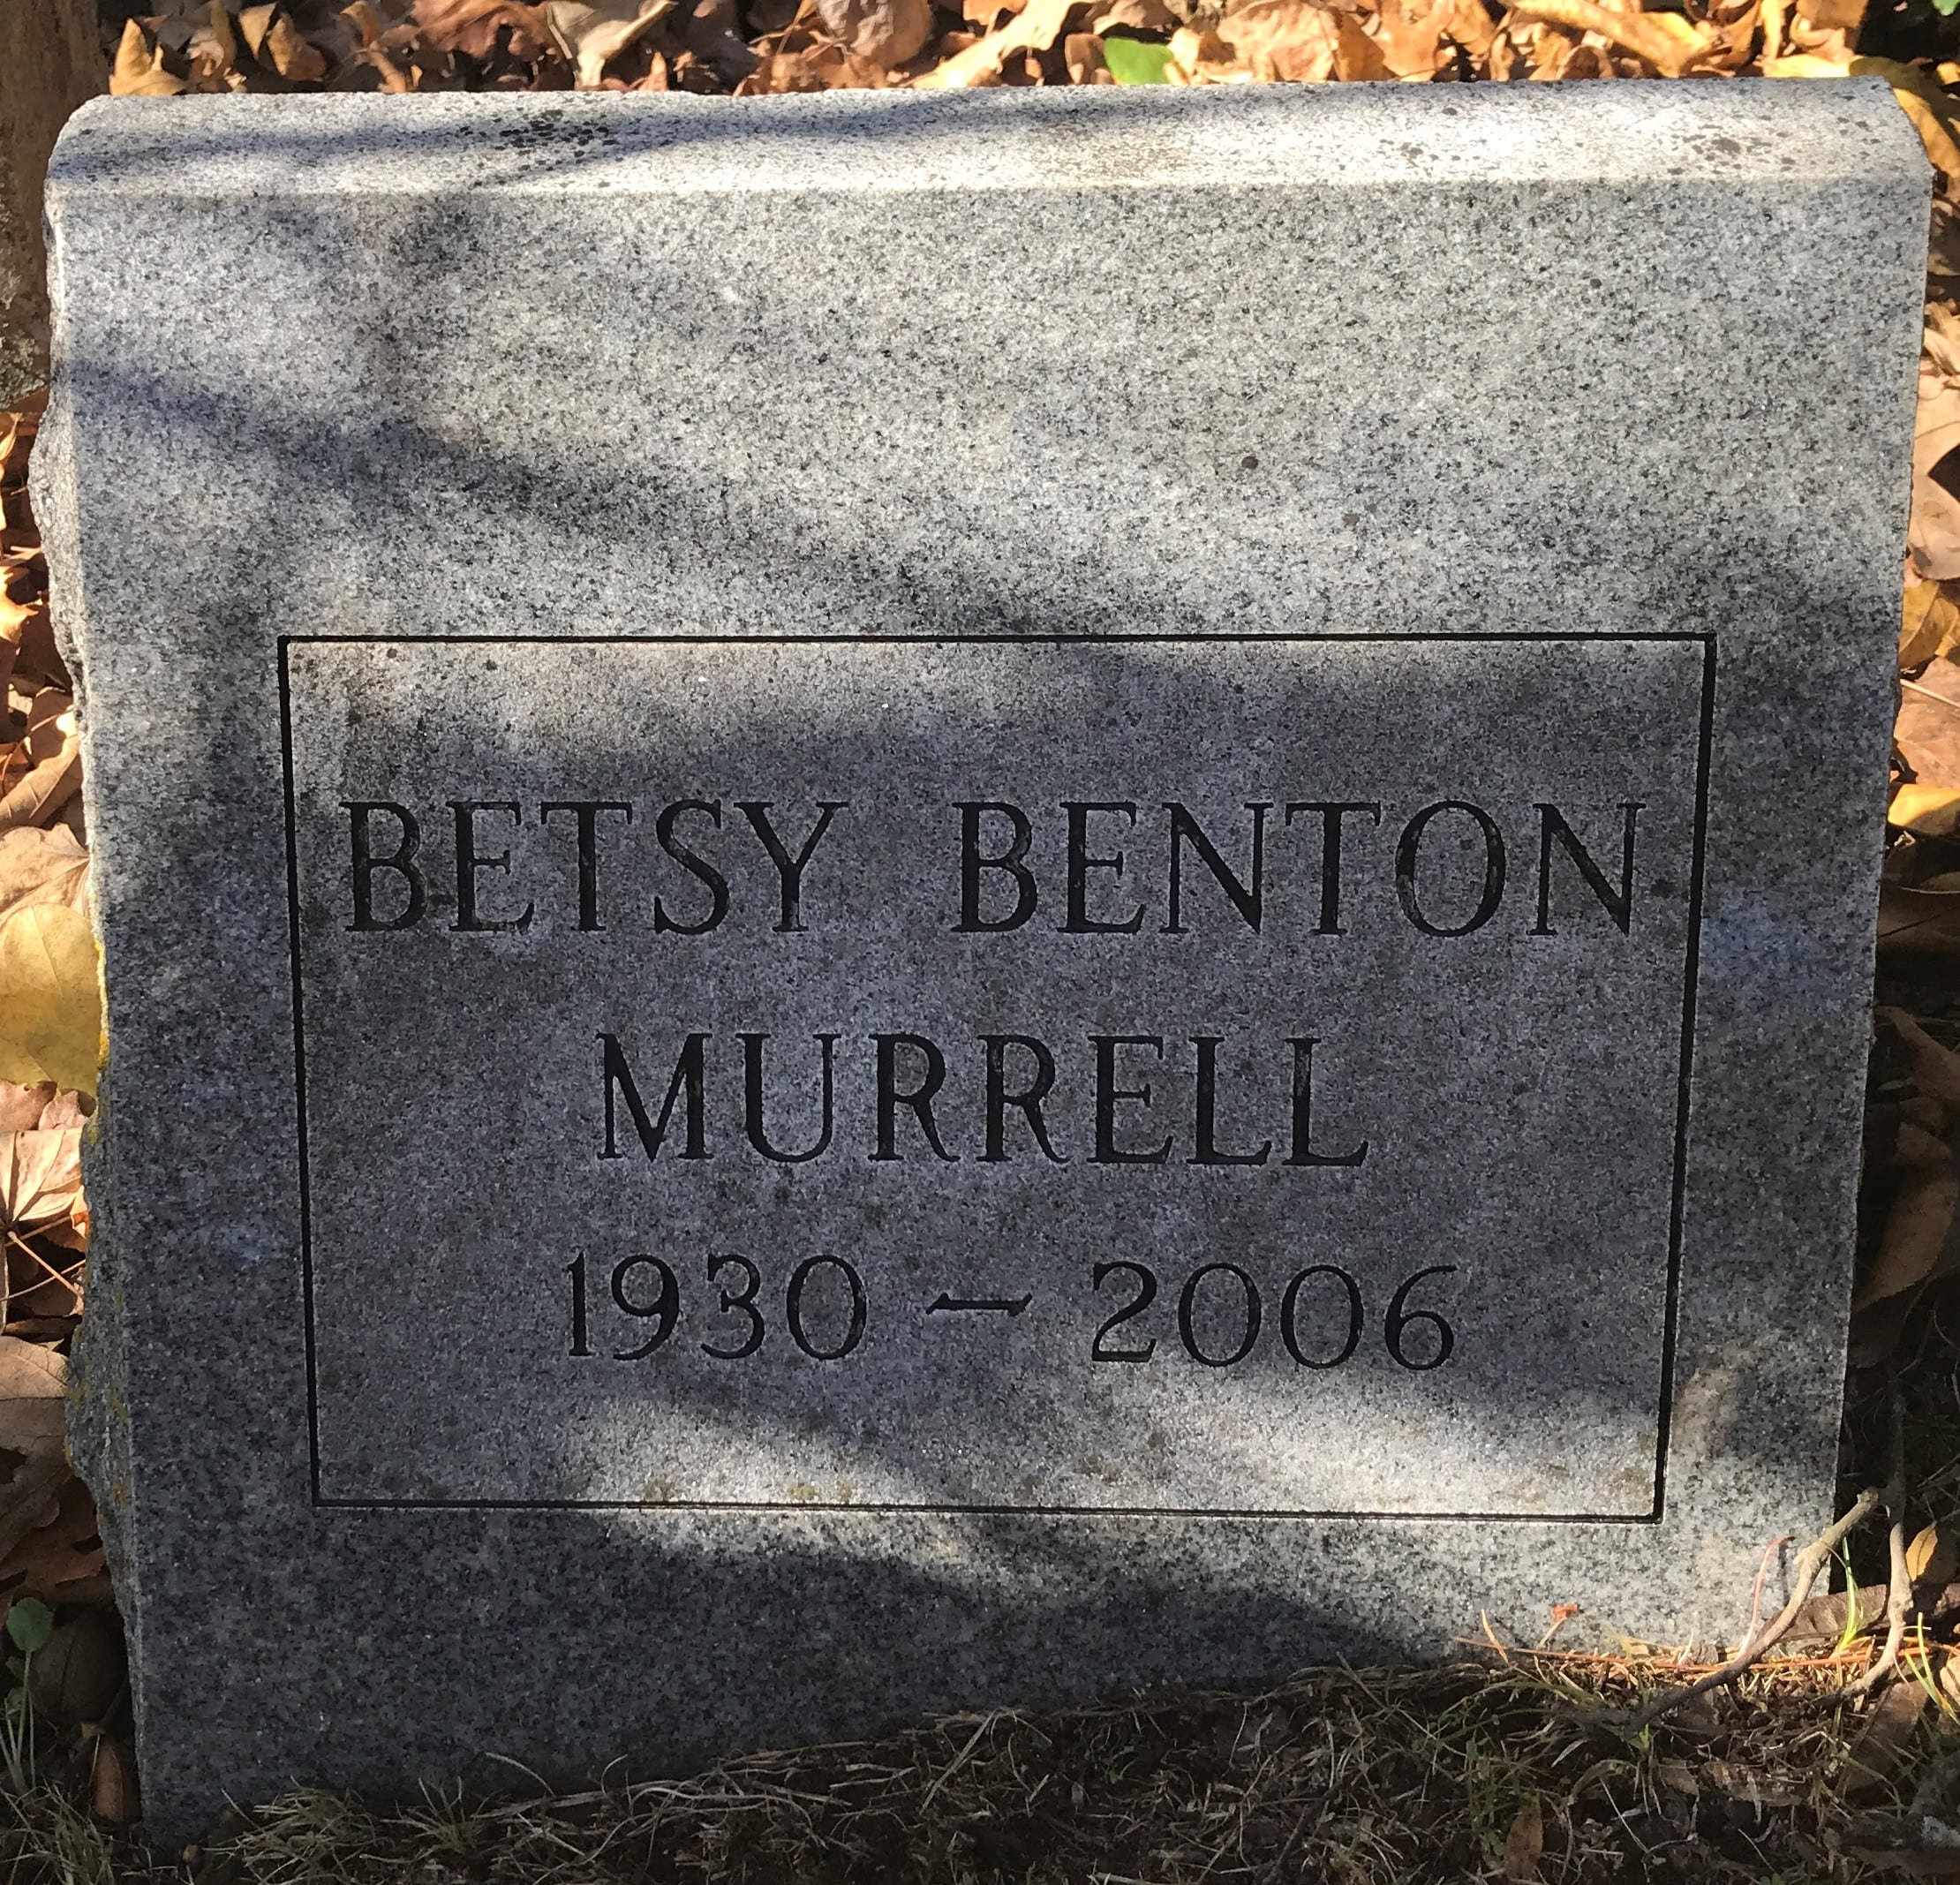 BETSY BENTON
MURRELL
1930 – 2006